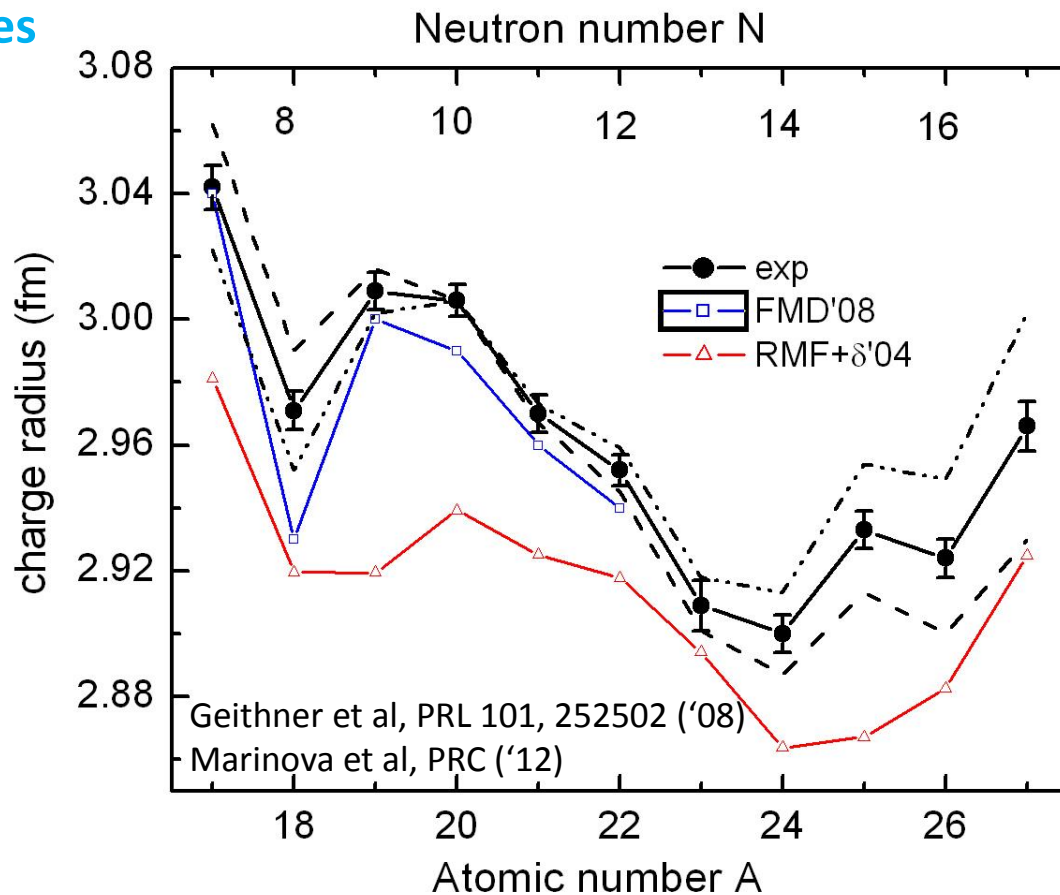 es
Neutron number N
3.08
3.04
3.00
2.96
2.92
2.88
8
10
12
14
16
charge radius (fm)
exp
FMD'08
RMF+δ'04
Geithner et al, PRL 101, 252502 (‘08)
Marinova et al, PRC (‘12)
18
20
22
24
26
Atomic number A